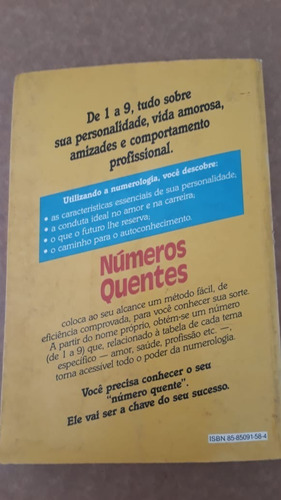 De 1 a 9, tudo sobre
sua personalidade, vida amorosa,
amizades e comportamento
profissional.
Utilizando a numerologia, você descobre:
• as características essenciais de sua personalidade,
• a conduta ideal no amor e na carreira;
• o que o futuro lhe reserva;
• o caminho para o autoconhecimento.
Números
Quentes
coloca ao seu alcance um método fácil, de
eficiência comprovada, para você conhecer sua sorte.
A partir do nome próprio, obtém-se um número
(de 1 a 9) que, relacionado à tabela de cada tema
específico — amor, saúde, profissão etc. —,
torna acessível todo o poder da numerologia.
Você precisa conhecer o seu
"número quente".
Ele vai ser a chave do seu sucesso.
ISBN 85-85091-58-4